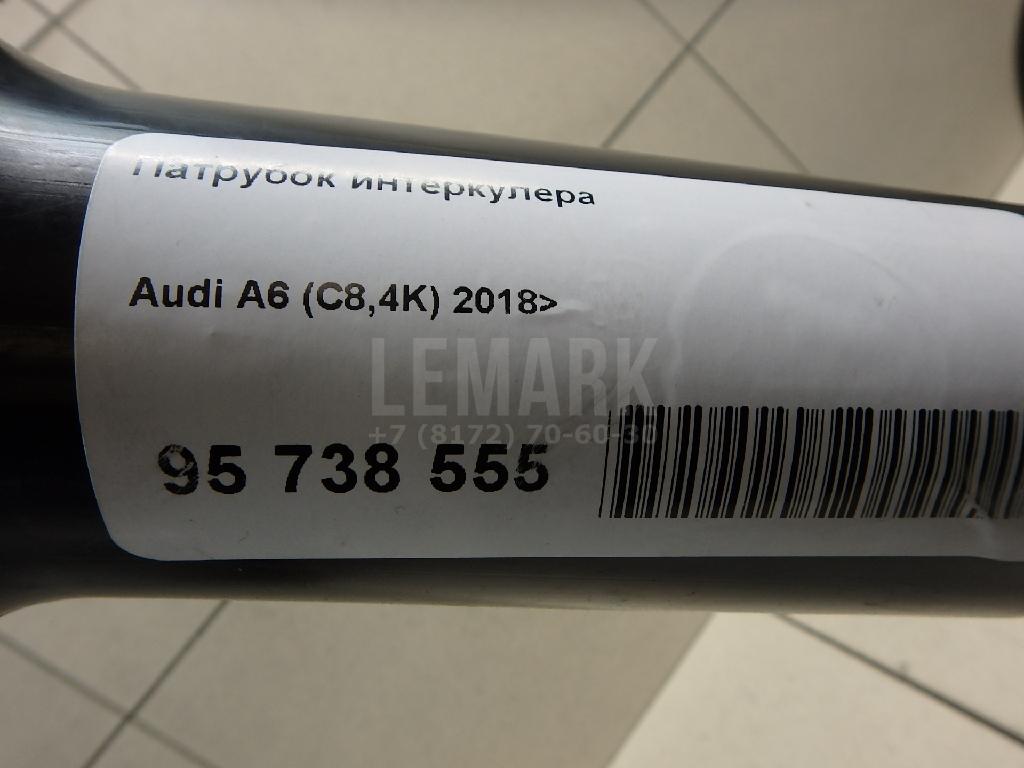 Патрубок интеркулера
Audi A6 (C8,4K) 2018>
LEMARK
+7 (8172) 70-60-30
95 738 555